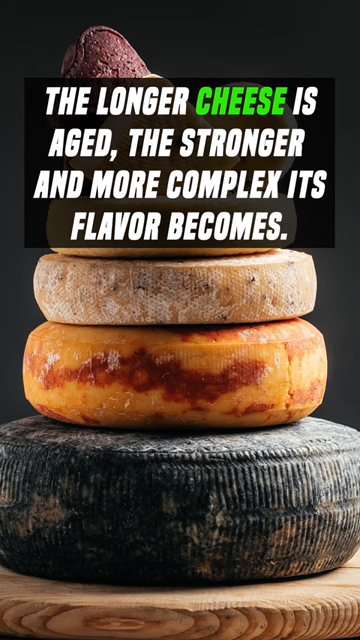 THE LONGER CHEESE IS
AGED, THE STRONGER
AND MORE COMPLEX ITS
FLAVOR BECOMES.